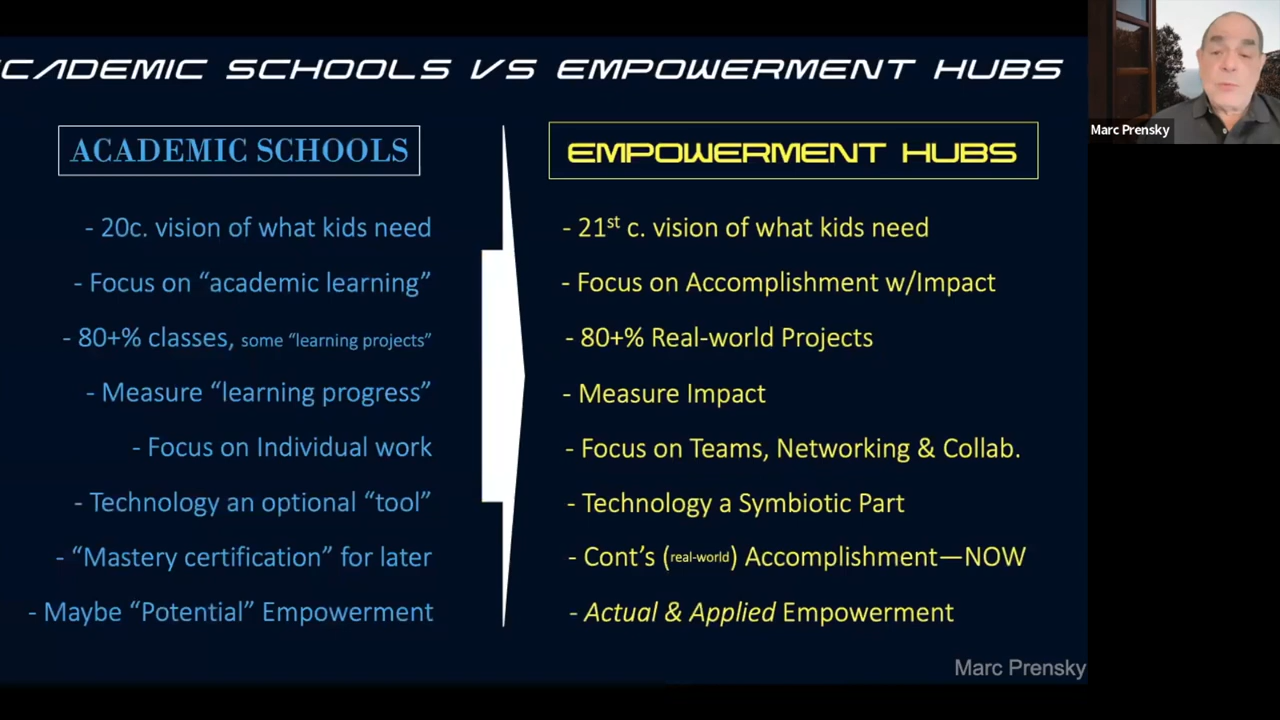 CADEMIC SCHOOLS VS EMPOWERMENT HUBS
ACADEMIC SCHOOLS
- 20c. vision of what kids need
- Focus on “academic learning”
- 80+% classes, some “learning projects”
- Measure “learning progress”
- Focus on Individual work
- Technology an optional “tool”
- “Mastery certification” for later
- Maybe “Potential” Empowerment
EMPOWERMENT HUBS
- 21st c. vision of what kids need
- Focus on Accomplishment w/Impact
- 80+% Real-world Projects
- Measure Impact
- Focus on Teams, Networking & Collab.
- Technology a Symbiotic Part
- Cont’s (real-world) Accomplishment—NOW
- Actual & Applied Empowerment
Marc Prensky
Marc Prensky